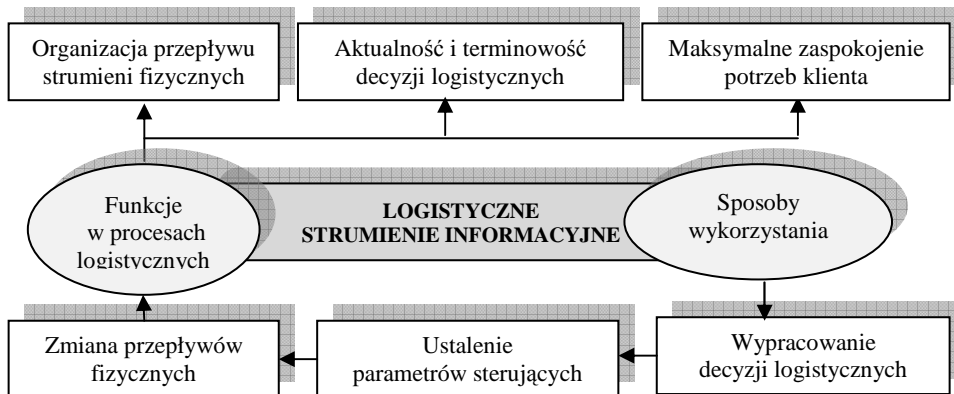 Organizacja przepływu
strumieni fizycznych
Aktualność i terminowość
decyzji logistycznych
Maksymalne zaspokojenie
potrzeb klienta
Funkcje
w procesach
logistycznych
LOGISTYCZNE
STRUMIENIE INFORMACYJNE
Sposoby
wykorzystania
Zmiana przepływów
fizycznych
Ustalenie
parametrów sterujących
Wypracowanie
decyzji logistycznych